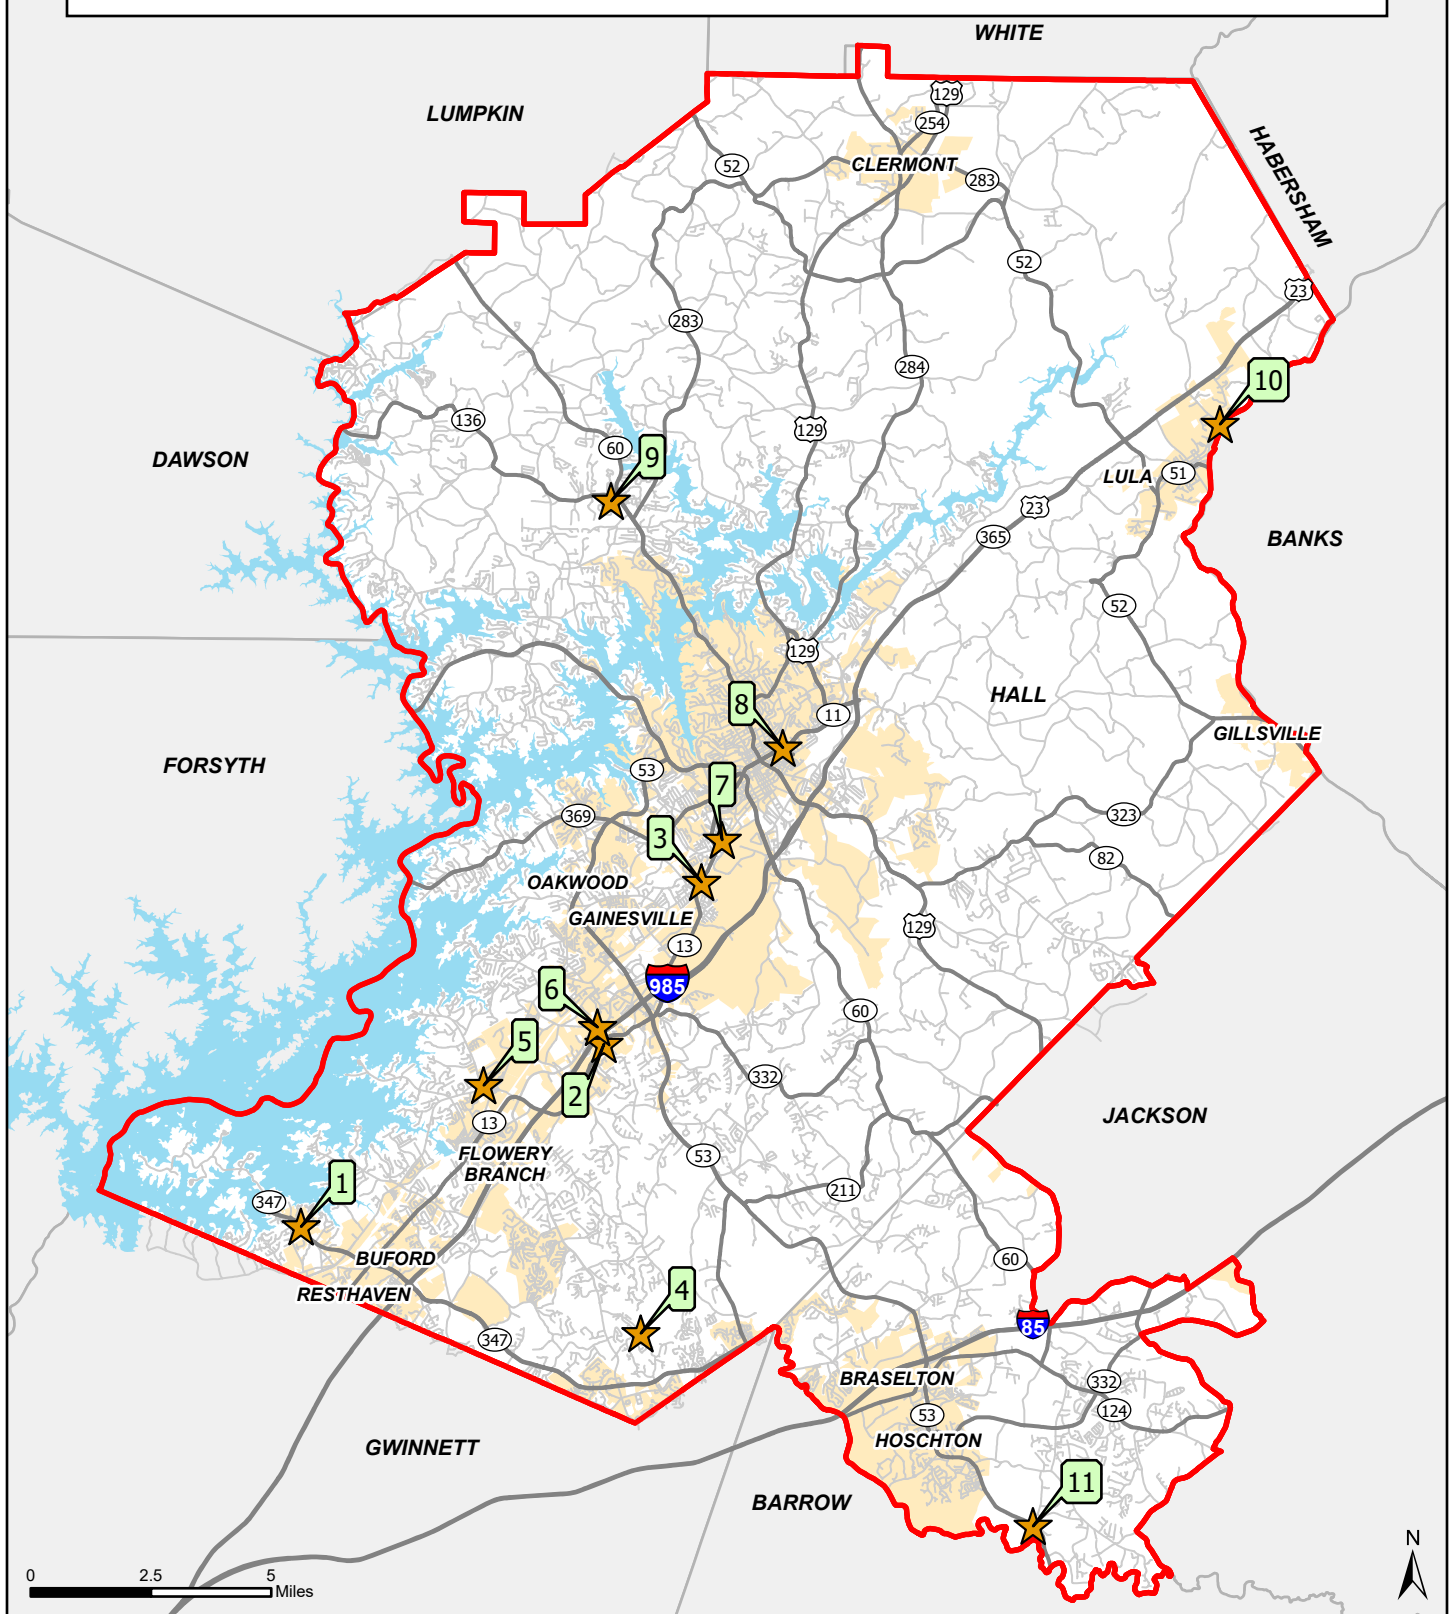 WHITE
LUMPKIN
129
254
52
CLERMONT
283
HABERSHAM
52
23
283
284
10
136
129
60
9
DAWSON
LULA
51
23
365
BANKS
52
129
HALL
8
11
GILLSVILLE
FORSYTH
53
7
369
323
3
82
OAKWOOD
GAINESVILLE
129
13
985
6
60
5
332
2
JACKSON
13
FLOWERY
BRANCH
53
1
211
347
BUFORD
60
RESTHAVEN
4
85
347
BRASELTON
332
53
124
HOSCHTON
GWINNETT
11
BARROW
N
0 2.5 5
Miles